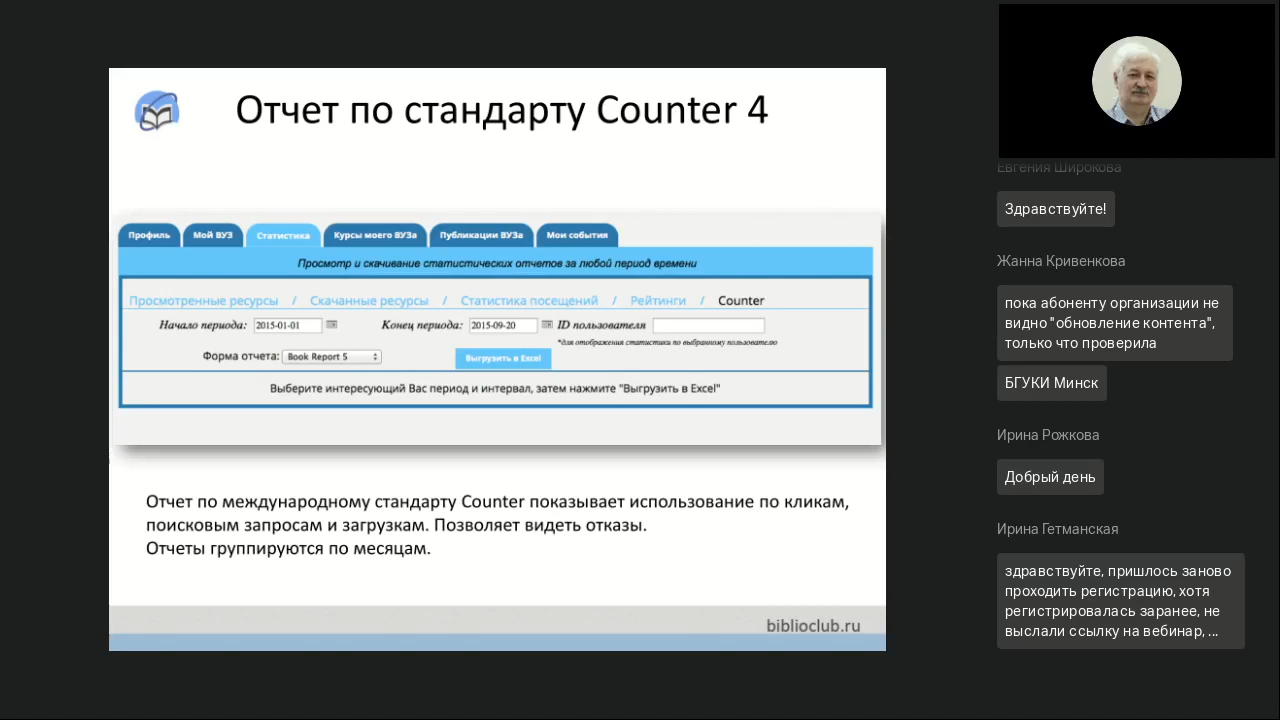 Отчет по стандарту Counter 4
Профиль
Мой ВУЗ
Статистика
Курсы моего ВУЗа
Публикации ВУЗа
Мои события
Просмотр и скачивание статистических отчетов за любой период времени
Просмотренные ресурсы / Скачанные ресурсы / Статистика посещений / Рейтинги / Counter
Начало периода: 2015-01-01 Конец периода: 2015-09-20 ID пользователя
*для отображения статистики по выбранному пользователю
Форма отчета: Book Report 5 Выгрузить в Excel
Выберите интересующий Вас период и интервал, затем нажмите "Выгрузить в Excel"
Отчет по международному стандарту Counter показывает использование по кликам,
поисковым запросам и загрузкам. Позволяет видеть отказы.
Отчеты группируются по месяцам.
biblioclub.ru
Евгения Широкова
Здравствуйте!
Жанна Кривенкова
пока абоненту организации не
видно "обновление контента",
только что проверила
БГУКИ Минск
Ирина Рожкова
Добрый день
Ирина Гетманская
здравствуйте, пришлось заново
проходить регистрацию, хотя
регистрировалась заранее, не
выслали ссылку на вебинар, ...